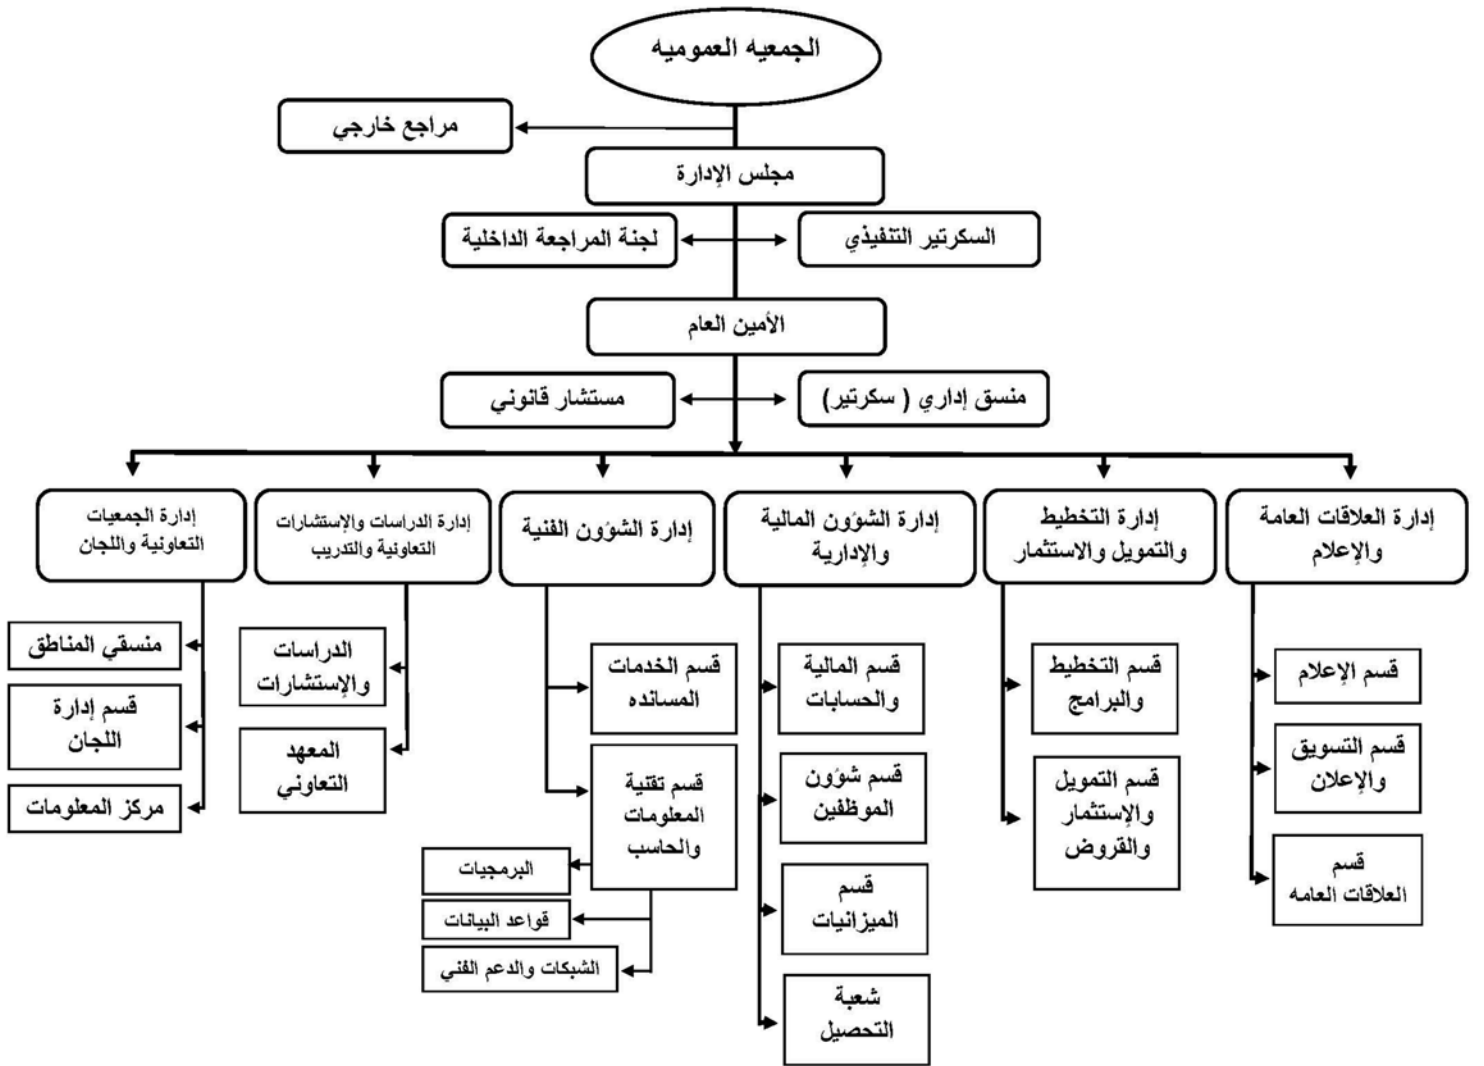 الجمعيه العموميه
مراجع خارجي
مجلس الإدارة
السكرتير التنفيذي
لجنة المراجعة الداخلية
الأمين العام
منسق إداري ( سكرتير)
مستشار قانوني
إدارة العلاقات العامة
والإعلام
إدارة التخطيط
والتمويل والاستثمار
إدارة الشؤون المالية
والإدارية
إدارة الشؤون الفنية
إدارة الدراسات والإستشارات
التعاونية والتدريب
إدارة الجمعيات
التعاونية واللجان
قسم الإعلام
قسم التسويق
والإعلان
قسم
العلاقات العامه
قسم التخطيط
والبرامج
قسم التمويل
والإستثمار
والقروض
قسم المالية
والحسابات
قسم شؤون
الموظفين
قسم
الميزانيات
شعبة
التحصيل
قسم الخدمات
المسانده
قسم تقنية
المعلومات
والحاسب
البرمجيات
قواعد البيانات
الشبكات والدعم الفني
الدراسات
والإستشارات
المعهد
التعاوني
منسقي المناطق
قسم إدارة
اللجان
مركز المعلومات